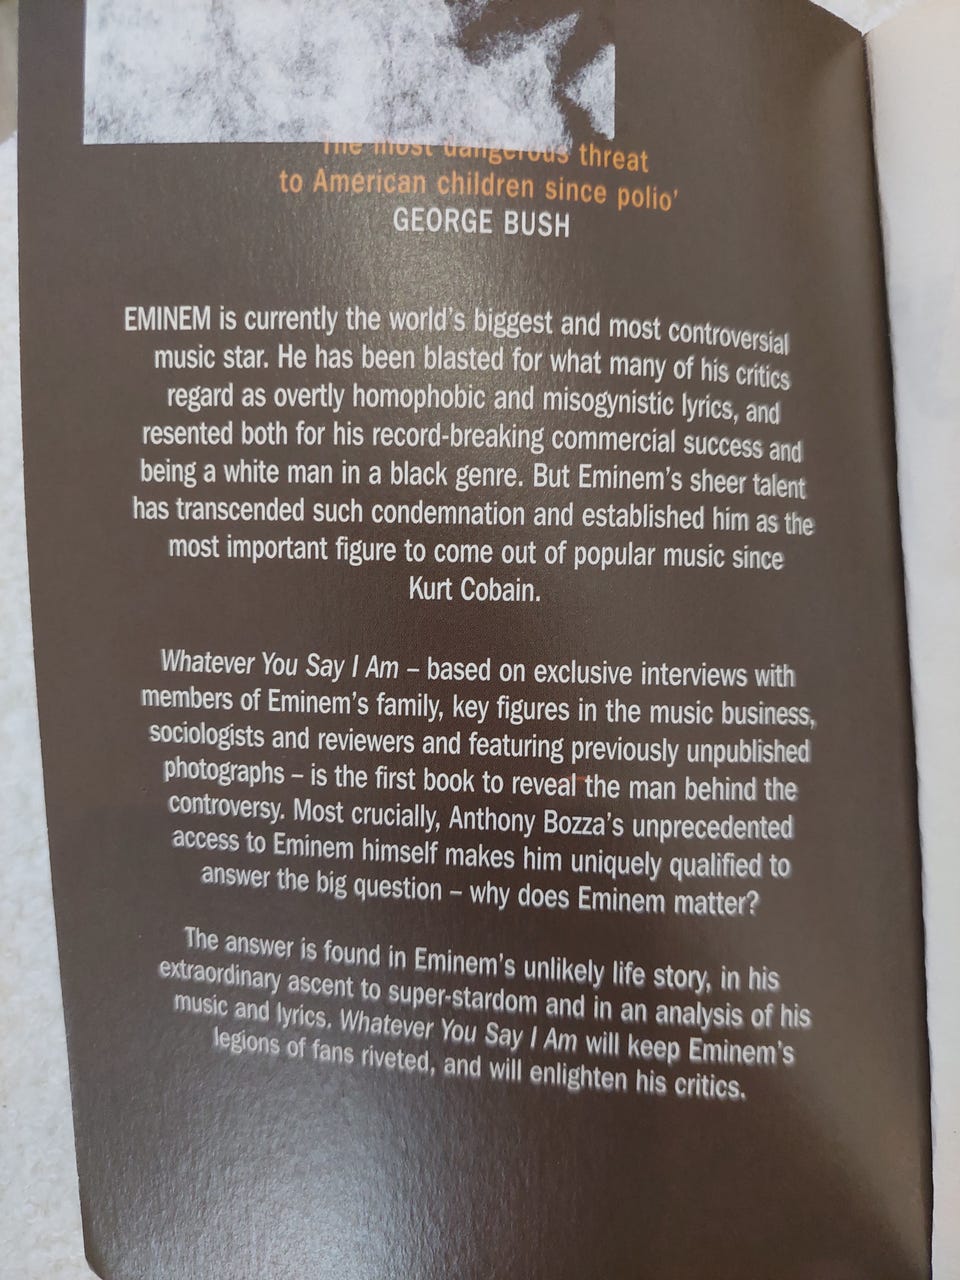 The most dangerous threat
to American children since polio'
GEORGE BUSH
EMINEM is currently the world's biggest and most controversial
music star. He has been blasted for what many of his critics
regard as overtly homophobic and misogynistic lyrics, and
resented both for his record-breaking commercial success and
being a white man in a black genre. But Eminem's sheer talent
has transcended such condemnation and established him as the
most important figure to come out of popular music since
Kurt Cobain.
Whatever You Say I Am – based on exclusive interviews with
members of Eminem's family, key figures in the music business,
sociologists and reviewers and featuring previously unpublished
photographs – is the first book to reveal the man behind the
controversy. Most crucially, Anthony Bozza's unprecedented
access to Eminem himself makes him uniquely qualified to
answer the big question – why does Eminem matter?
The answer is found in Eminem's unlikely life story, in his
extraordinary ascent to super-stardom and in an analysis of his
music and lyrics. Whatever You Say I Am will keep Eminem's
legions of fans riveted, and will enlighten his critics.